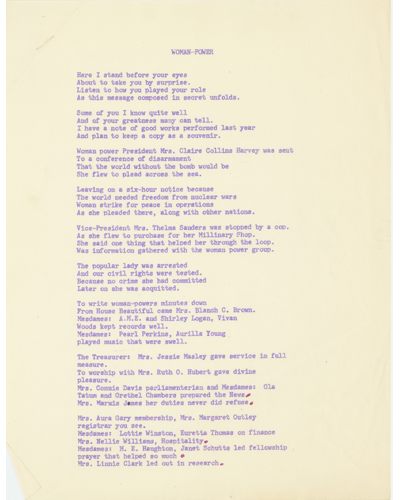 WOMAN-POWER
Here I stand before your eyes
About to take you by surprise.
Listen to how you played your role
As this message composed in secret unfolds.
Some of you I know quite well
And of your greatness many can tell.
I have a note of good works performed last year
And plan to keep a copy as a souvenir.
Woman power President Mrs. Claire Collins Harvey was sent
To a conference of disarmament
That the world without the bomb would be
She flew to plead across the sea.
Leaving on a six-hour notice because
The world needed freedom from nuclear wars
Woman strike for peace in operations
As she pleaded there, along with other nations.
Vice-President Mrs. Thelma Sanders was stopped by a cop.
As she flew to purchase for her Millinary Shop.
She said one thing that helped her through the loop.
Was information gathered with the woman power group.
The popular lady was arrested
And our civil rights were tested.
Because no crime she had committed
Later on she was acquitted.
To write woman-powers minutes down
From House Beautiful came Mrs. Blanch C. Brown.
Mesdames: A.M.E. and Shirley Logan, Vivan
Woods kept records well.
Mesdames: Pearl Perkins, Aurilla Young
played music that were swell.
The Treasurer: Mrs. Jessie Mosley gave service in full
measure.
To worship with Mrs. Ruth O. Hubert gave divine
pleasure.
Mrs. Connie Davis parliamentarian and Mesdames: Ola
Tatum and Orethel Chambers prepared the News.
Mrs. James her duties never did refuse.
Mrs. Aura Gary membership, Mrs. Margaret Outley
registrar you see.
Mesdames: Lottie Winston, Euretta Thomas on finance
Mrs. Nellie Williams, Hospitality.
Mesdames: M. E. Haughton, Janet Schutts led fellowship
prayer that helped so much
Mrs. Linnie Clark led out in research.